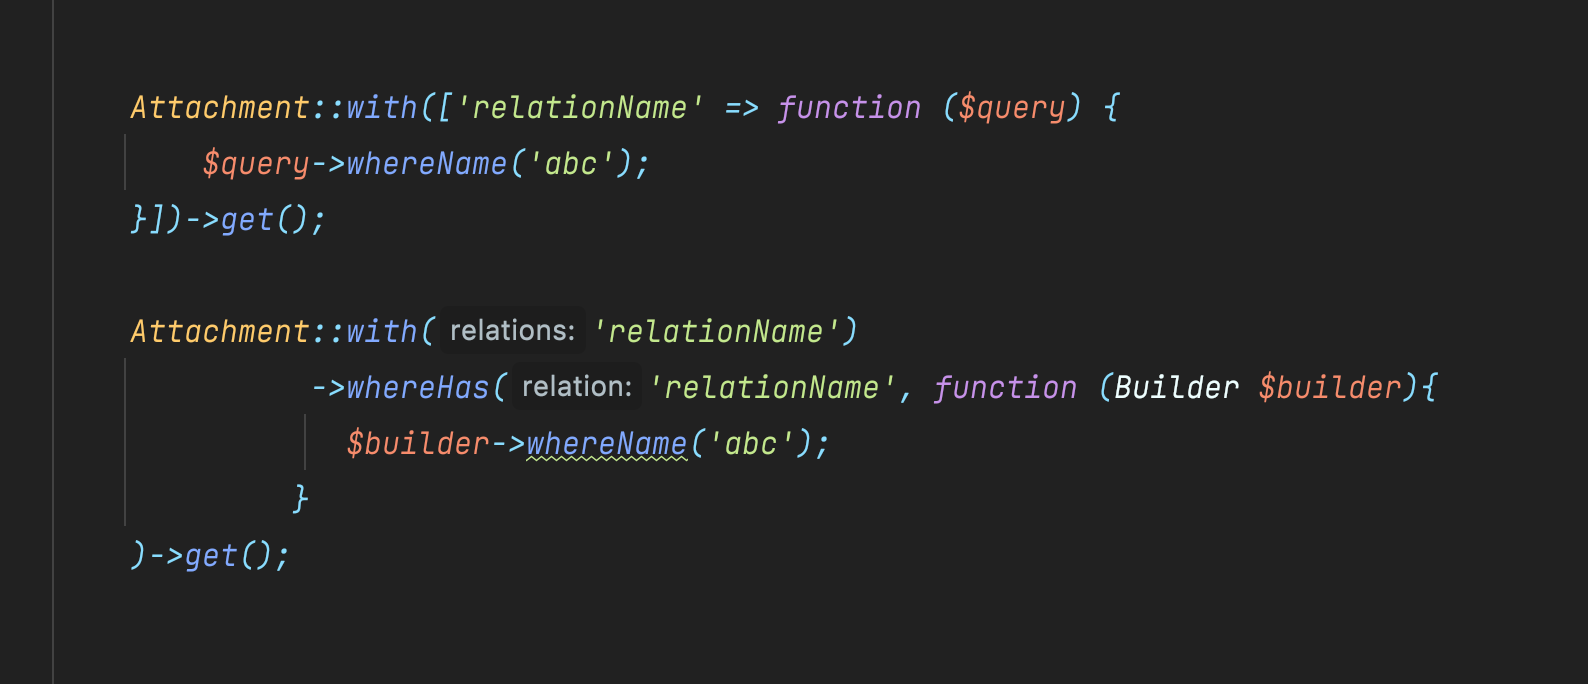 Attachment::with(['relationName' => function ($query) {
$query->whereName('abc');
}])->get();
Attachment::with( relations: 'relationName')
->whereHas( relation: 'relationName', function (Builder $builder){
$builder->whereName('abc');
}
)->get();